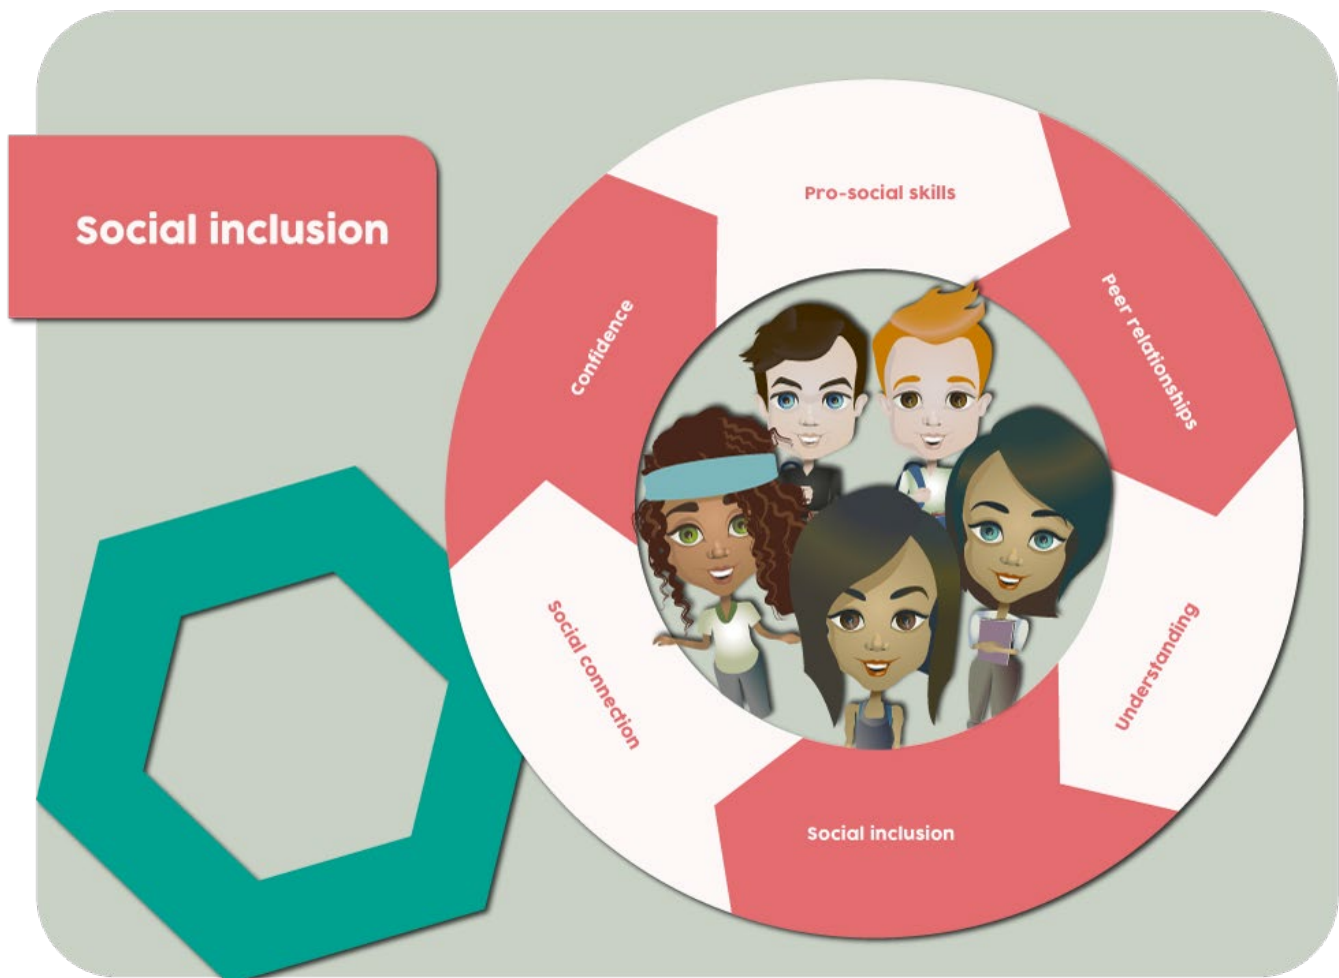 Social inclusion
Pro-social skills
Peer relationships
Understanding
Social inclusion
Social connection
Confidence